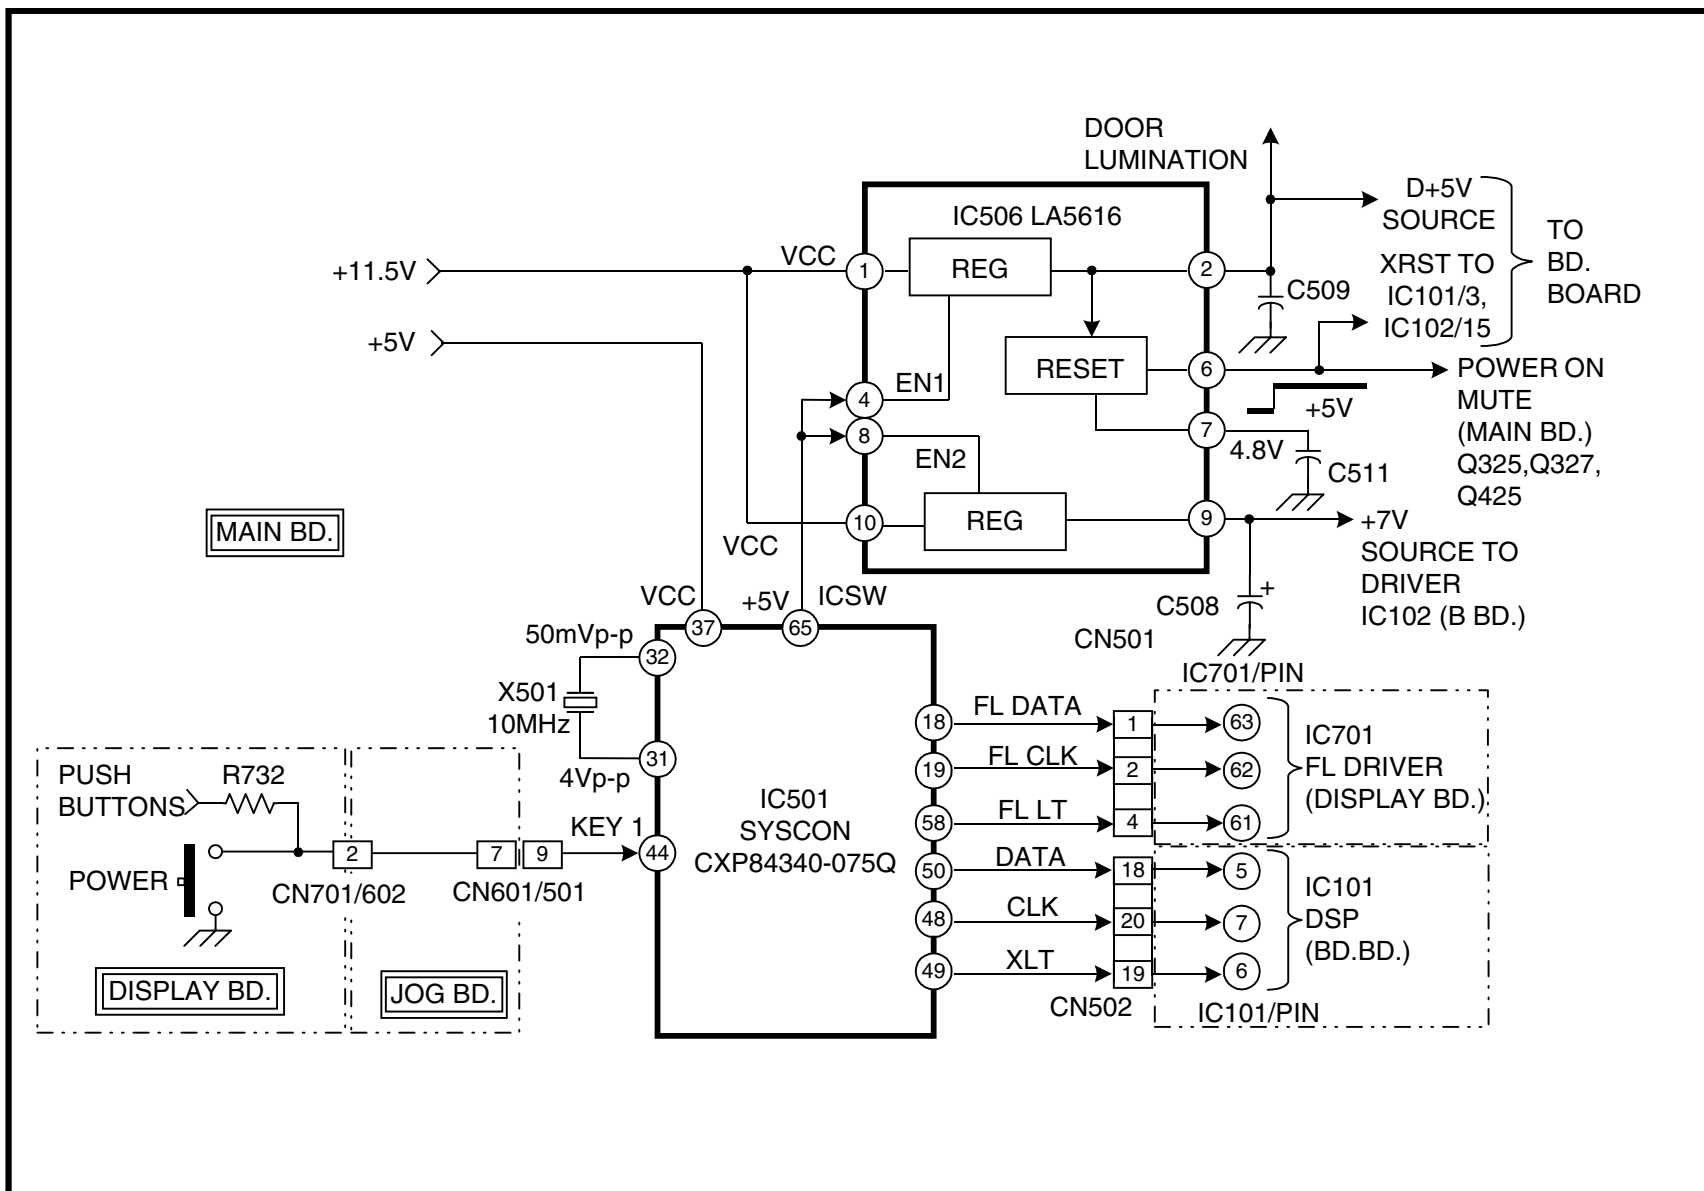 DOOR
LUMINATION
D+5V
SOURCE
TO
BD.
BOARD
XRST TO
IC101/3,
IC102/15
IC506 LA5616
+11.5V
VCC
1
REG
2
C509
+5V
RESET
6
POWER ON
MUTE
(MAIN BD.)
Q325,Q327,
Q425
EN1
4
+5V
8
7
4.8V
C511
EN2
MAIN BD.
VCC
10
REG
9
+7V
SOURCE TO
DRIVER
IC102 (B BD.)
C508
+
VCC
+5V
ICSW
37
65
CN501
50mVp-p
32
X501
10MHz
31
4Vp-p
IC701/PIN
18
FL DATA
1
63
19
FL CLK
2
62
58
FL LT
4
61
IC701
FL DRIVER
(DISPLAY BD.)
PUSH
BUTTONS
R732
IC501
SYSCON
CXP84340-075Q
KEY 1
POWER
2
7
9
44
CN701/602
CN601/501
50
DATA
18
5
48
CLK
20
7
49
XLT
19
6
IC101
DSP
(BD.BD.)
DISPLAY BD.
JOG BD.
CN502
IC101/PIN